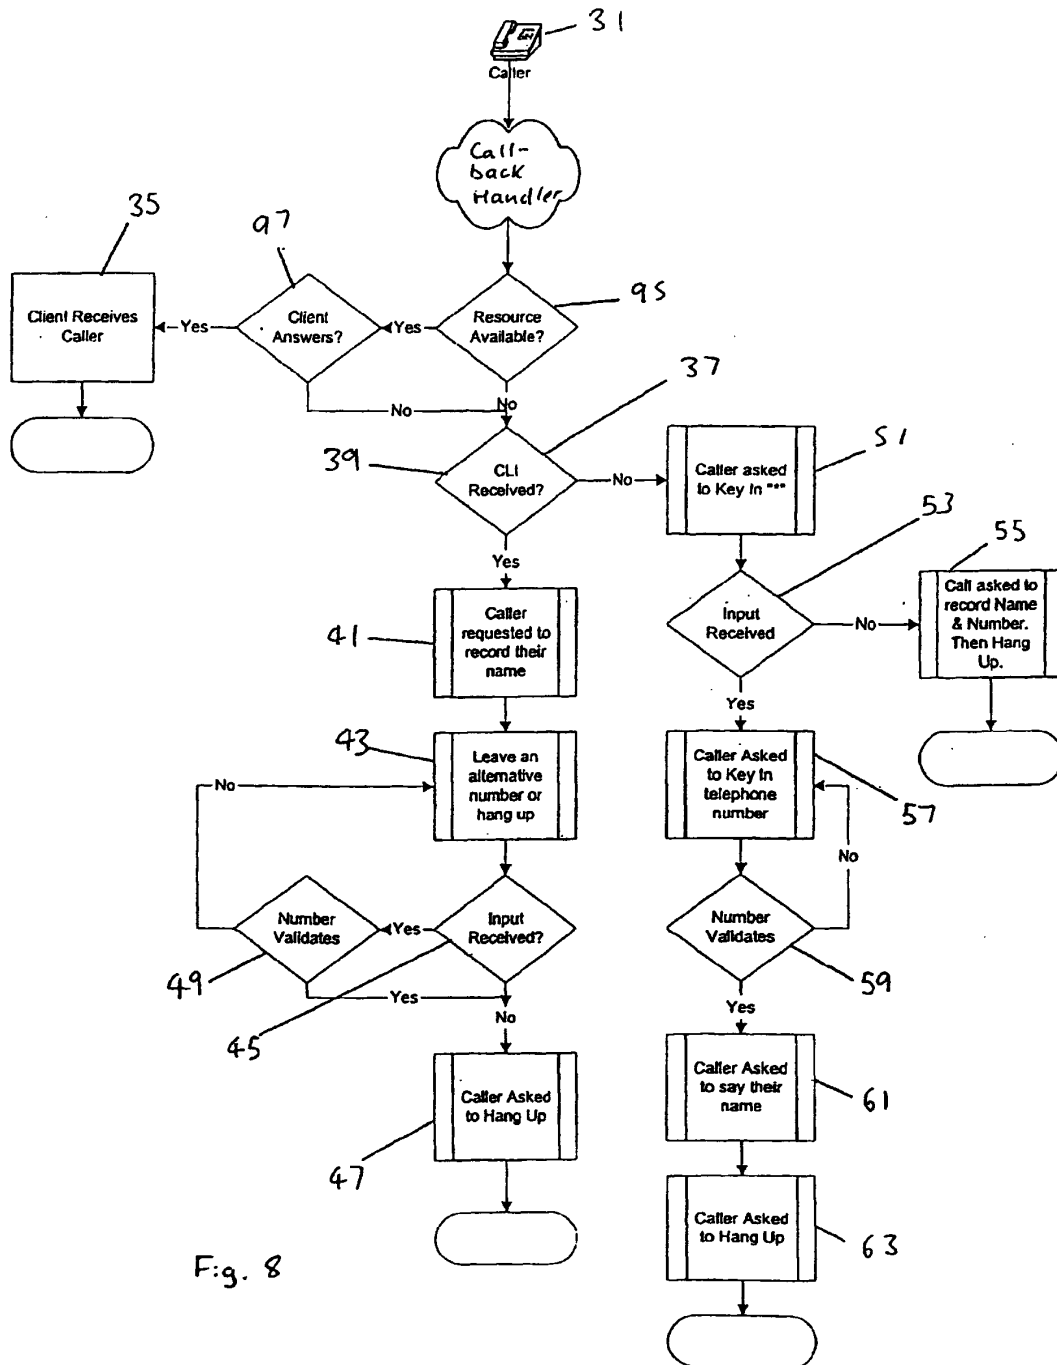 31
Caller
Call-
back
Handler
35
97
95
Client Receives
Caller
Yes
Client
Answers?
Yes
Resource
Available?
No
No
37
39
CLI
Received?
No
51
Caller asked
to Key In "*"
Yes
53
55
41
Caller
requested to
record their
name
Input
Received
No
Call asked to
record Name
& Number.
Then Hang
Up.
Yes
43
Leave an
alternative
number or
hang up
No
Caller Asked
to Key In
telephone
number
57
No
Number
Validates
Yes
Input
Received?
Number
Validates
49
Yes
No
45
59
Yes
Caller Asked
to Hang Up
47
Caller Asked
to say their
name
61
Caller Asked
to Hang Up
63
Fig. 8